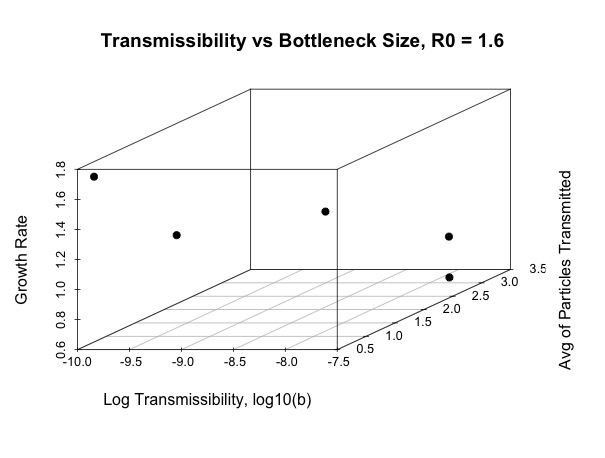 Transmissibility vs Bottleneck Size, R0 = 1.6
Growth Rate
1.8
1.6
1.4
1.2
1.0
0.8
0.6
-10.0 -9.5 -9.0 -8.5 -8.0 -7.5
Log Transmissibility, log10(b)
0.5
1.0
1.5
2.0
2.5
3.0
3.5
Avg of Particles Transmitted